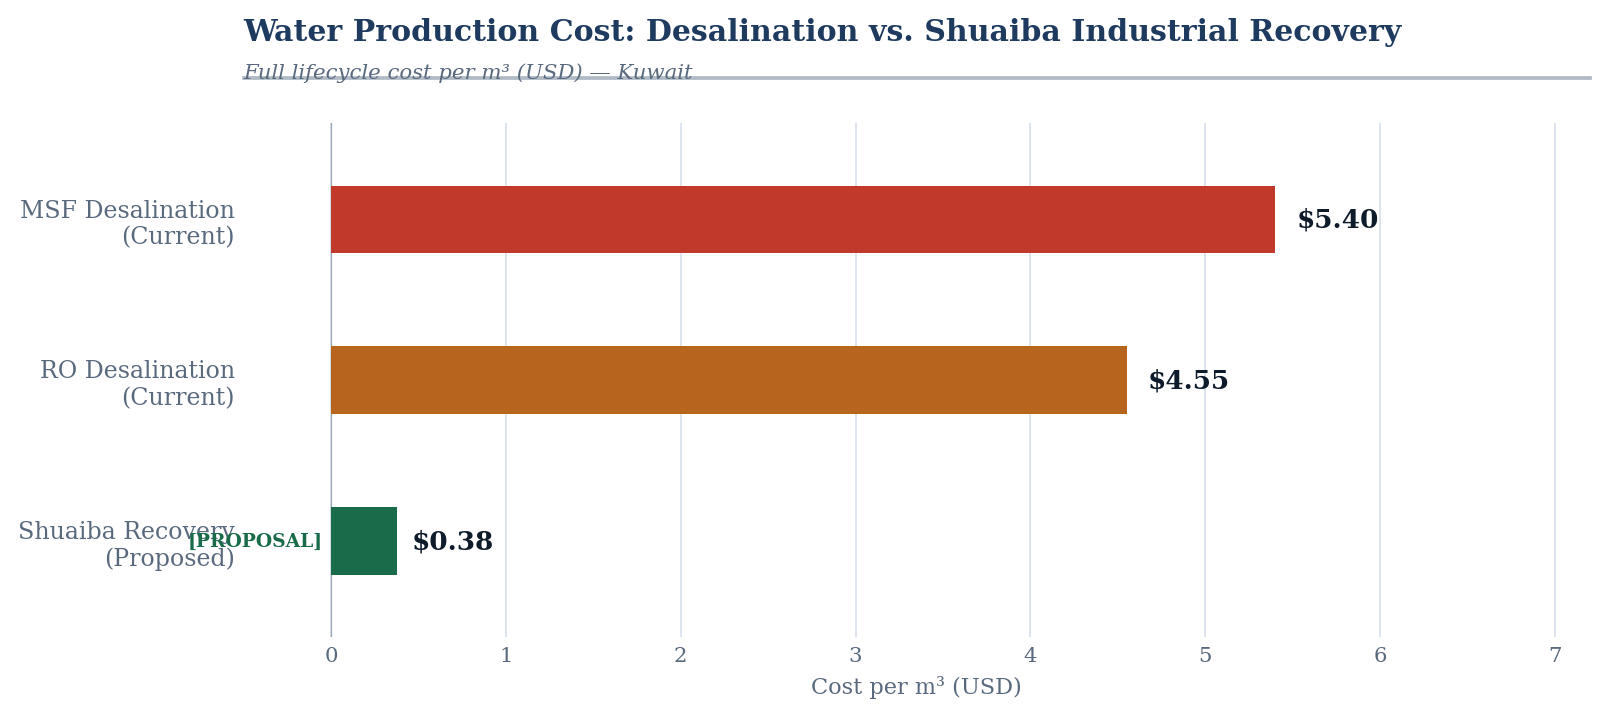 Water Production Cost: Desalination vs. Shuaiba Industrial Recovery
Full lifecycle cost per m³ (USD) — Kuwait
MSF Desalination
(Current)
$5.40
RO Desalination
(Current)
$4.55
Shuaiba Recovery
(Proposed)
[PROPOSAL]
$0.38
0 1 2 3 4 5 6 7
Cost per m³ (USD)